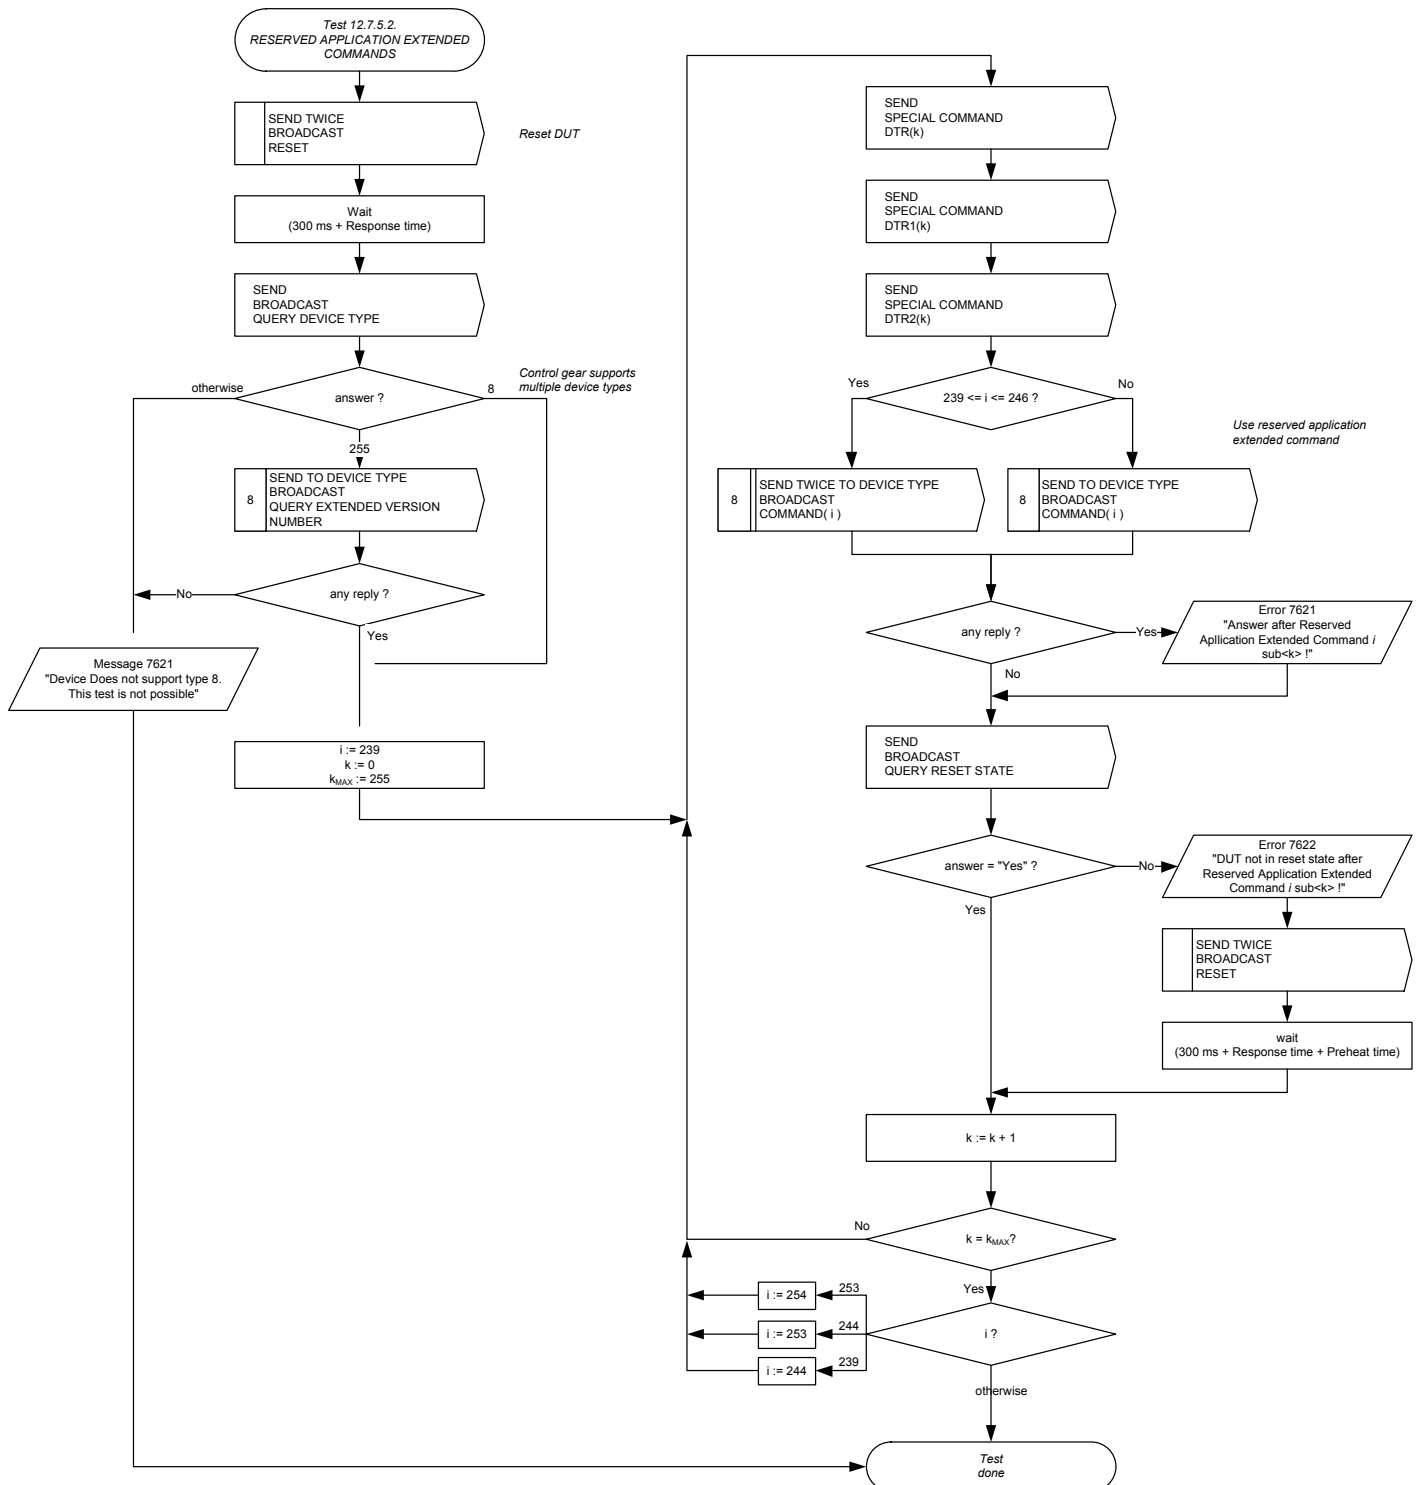 Test 12.7.5.2.
RESERVED APPLICATION EXTENDED
COMMANDS
SEND TWICE
BROADCAST
RESET
Reset DUT
Wait
(300 ms + Response time)
SEND
BROADCAST
QUERY DEVICE TYPE
otherwise
answer ?
8
Control gear supports
multiple device types
255
8
SEND TO DEVICE TYPE
BROADCAST
QUERY EXTENDED VERSION
NUMBER
No
any reply ?
Yes
Message 7621
"Device Does not support type 8.
This test is not possible"
i := 239
k := 0
kMAX := 255
SEND
SPECIAL COMMAND
DTR(k)
SEND
SPECIAL COMMAND
DTR1(k)
SEND
SPECIAL COMMAND
DTR2(k)
Yes
239 <= i <= 246 ?
No
Use reserved application
extended command
8
SEND TWICE TO DEVICE TYPE
BROADCAST
COMMAND( i )
8
SEND TO DEVICE TYPE
BROADCAST
COMMAND( i )
any reply ?
Yes
Error 7621
"Answer after Reserved
Apllication Extended Command i
sub<k> !"
No
SEND
BROADCAST
QUERY RESET STATE
answer = "Yes" ?
No
Error 7622
"DUT not in reset state after
Reserved Application Extended
Command i sub<k> !"
Yes
SEND TWICE
BROADCAST
RESET
wait
(300 ms + Response time + Preheat time)
k := k + 1
No
k = kMAX?
Yes
i := 254
253
i := 253
244
i ?
i := 244
239
otherwise
Test
done